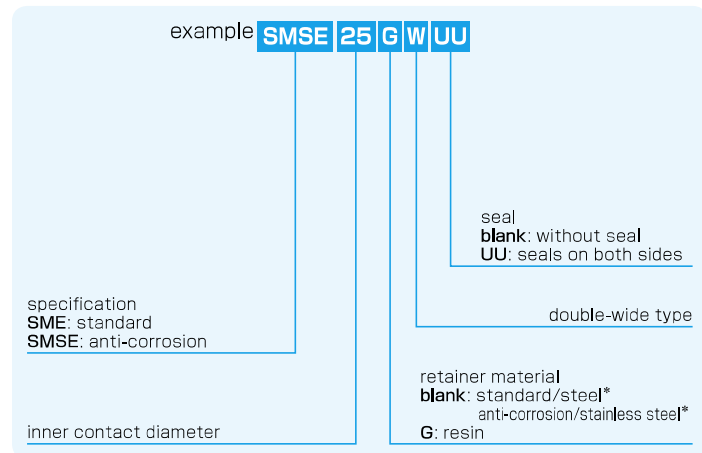 example SMSE 25 G W UU
seal
blank: without seal
UU: seals on both sides
double-wide type
specification
SME: standard
SMSE: anti-corrosion
retainer material
blank: standard/steel*
anti-corrosion/stainless steel*
G: resin
inner contact diameter